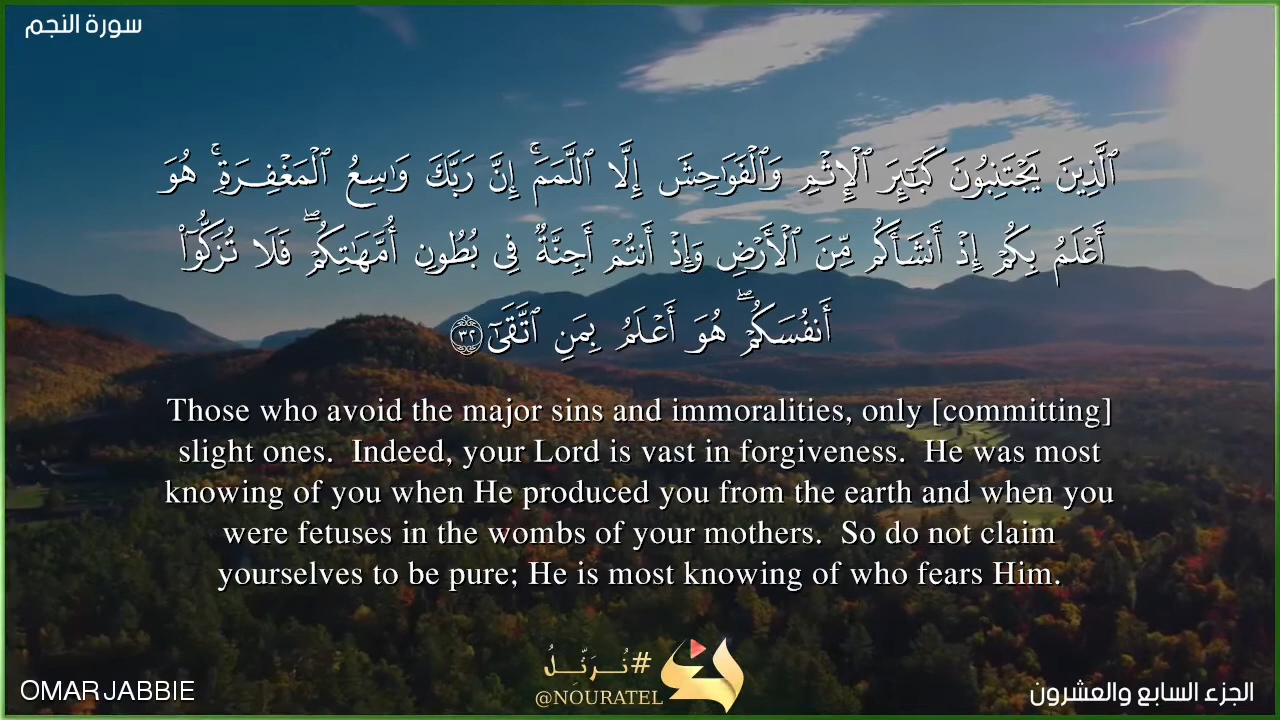 سورة النجم
ٱلَّذِينَ يَجْتَنِبُونَ كَبَـٰٓئِرَ ٱلْإِثْمِ وَٱلْفَوَٰحِشَ إِلَّا ٱللَّمَمَ ۚ إِنَّ رَبَّكَ وَٰسِعُ ٱلْمَغْفِرَةِ ۚ هُوَ
أَعْلَمُ بِكُمْ إِذْ أَنشَأَكُم مِّنَ ٱلْأَرْضِ وَإِذْ أَنتُمْ أَجِنَّةٌ فِى بُطُونِ أُمَّهَـٰتِكُمْ ۖ فَلَا تُزَكُّوٓا۟
أَنفُسَكُمْ ۖ هُوَ أَعْلَمُ بِمَنِ ٱتَّقَىٰٓ ٣٢
Those who avoid the major sins and immoralities, only [committing]
slight ones.  Indeed, your Lord is vast in forgiveness.  He was most
knowing of you when He produced you from the earth and when you
were fetuses in the wombs of your mothers.  So do not claim
yourselves to be pure; He is most knowing of who fears Him.
#نُرَتِّلُ
@NOURATEL
OMAR JABBIE
الجزء السابع والعشرون